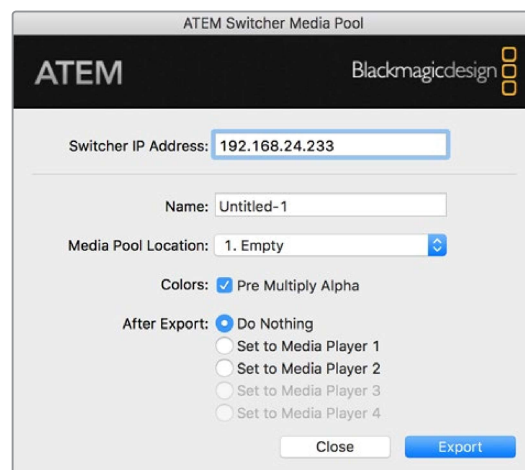 ATEM Switcher Media Pool
ATEM
Blackmagicdesign
Switcher IP Address: 192.168.24.233
Name: Untitled-1
Media Pool Location: 1. Empty
Colors: Pre Multiply Alpha
After Export: Do Nothing
Set to Media Player 1
Set to Media Player 2
Set to Media Player 3
Set to Media Player 4
Close Export